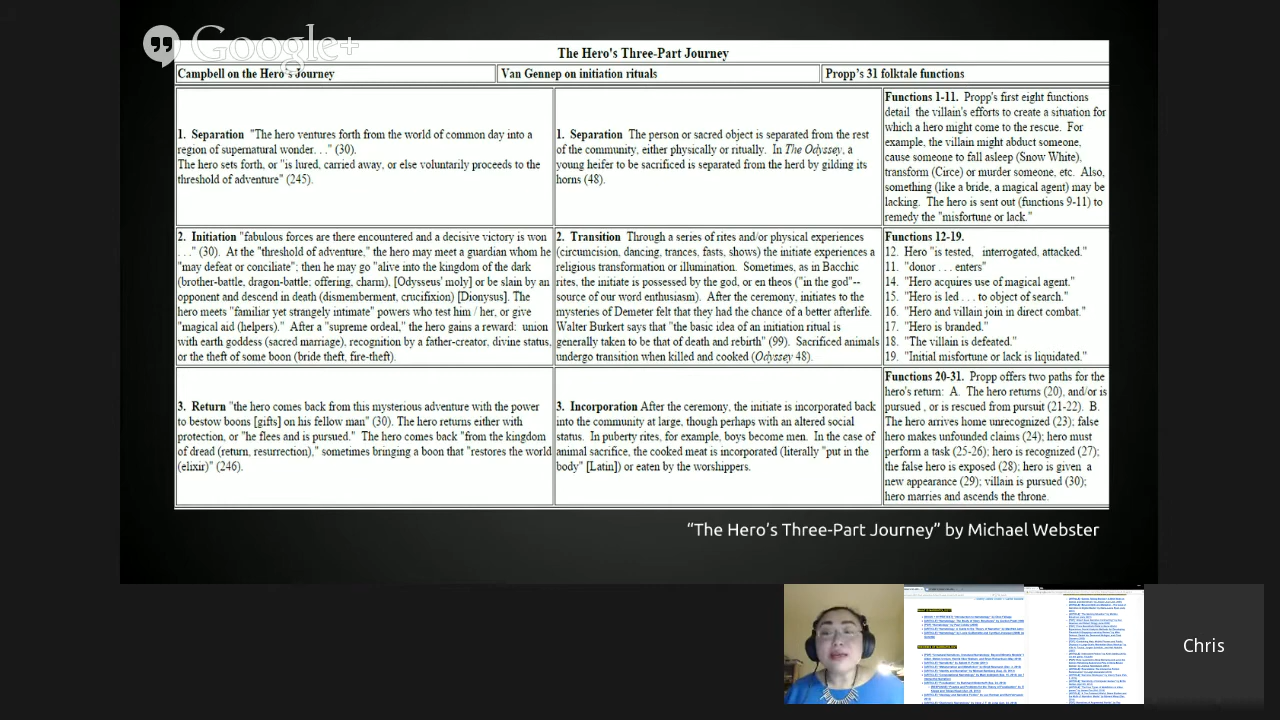 Google+
The Hero's Three-Part Journey
Campbell on the Hero's Journey
Van Gennep on initiation rituals
Propp's 31 folktale functions
1. Separation "The hero ventures forth from the world of common day into a
region of supernatural wonder. . ." (30).
The hero sets forth, or "is lured, carried away, or else voluntarily proceeds to the
threshold of adventure" (245).
1. Separation The person or sacred object is separated from the rest
of the community, either physically or ritually. In The Odyssey, a
young heifer to be sacrificed is separated from the herd by gilding its
horns (48).
Functions 1-11. Propp's first eight functions
detail the villain's efforts to create a situation for
which a hero might come to the rescue. For
example, the villain might abduct someone,
cause someone to fall asleep (Snow White),
transform (Circe) or murder someone, etc. Also,
something (like a bride, a magical agent) may be
lacking. The hero is sent out (functions 9-11) to
remedy the "misfortune or lack."
2. Initiation "fabulous forces are there encountered and a decisive victory is won
. . ." (30). At the "threshold of adventure," the hero may meet a guardian whom he
"may defeat or conciliate"; then he may go "alive into the kingdom of the dark
(brother-battle, dragon-battle; offering, charm). [Odysseus' moly] or be slain by an
opponent and descend in death (dismemberment, crucifixion) [Dionysus]. The
hero meets "familiar yet strangely intimate" powers who test him / her, or give
"magical aid (helpers)." After a "supreme ordeal," the hero gains a reward: union
with earth goddess (sacred marriage), recognition by a father-creator, divine status,
or the theft of some boon (bride theft, fire-theft).
2. Transition Through a series of rites and/or physical experiences
(circumcision, dancing, trances, fasts, shows) the initiate experiences a
religious transformation or illumination. Sometimes, as in Bacchic
rites, the initiate is possessed by the god, or en theos ("in the god"--
source of our word enthusiasm). After the ceremony, initiates to the
mysteries of Demeter felt that they had the chance of a better afterlife.
Walter Burkert says that "the basic idea of an initiation ritual is
generally taken to be that of death and rebirth" (99). Sacrificed animals
undergo transition when killed and cooked (Odyssey 48).
Functions 12-19.
12. Hero "is tested, interrogated, attacked."
11. "donor . . . enters"
14. "Hero acquires use of magical agent."
15. "Hero is led . . . to object of search."
16. "Hero and villain join in direct combat."
17. "Hero is branded."
18. "The villain is defeated."
19. "Initial misfortune or lack is liquidated."
3. Return "the hero comes back from this mysterious adventure with the power
to bestow boons [gifts] on his fellow man" (30). The hero returns either with
protection, or "he flees and is pursued." The hero comes back "from the kingdom
of dread (return, resurrection)," sometimes bringing a boon that "restores the world
(elixir)" (246).
3. Incorporation After the ceremony, the initiate is incorporated back
into the community at large, though perhaps with an altered social
status. In puberty rites, for example, boys become men. In the case of
animal sacrifice, the cooked meat is incorporated (literally "put in the
body" [Latin]) or eaten by the worshippers.
Functions 20-31. Propp offers two paths for the
hero's return: A. The hero returns (20), and/or is
pursued , or is rescued from pursuit (21-22). B.
The hero arrives home unrecognized (23); false
hero makes unfounded claims (24); hero must
perform a task (25-26); hero is recognized (27);
the false hero is exposed (28); hero is given a
new appearance (29); villain is pursued (30);
hero marries and ascends the throne.
"The Hero's Three-Part Journey" by Michael Webster
Chris